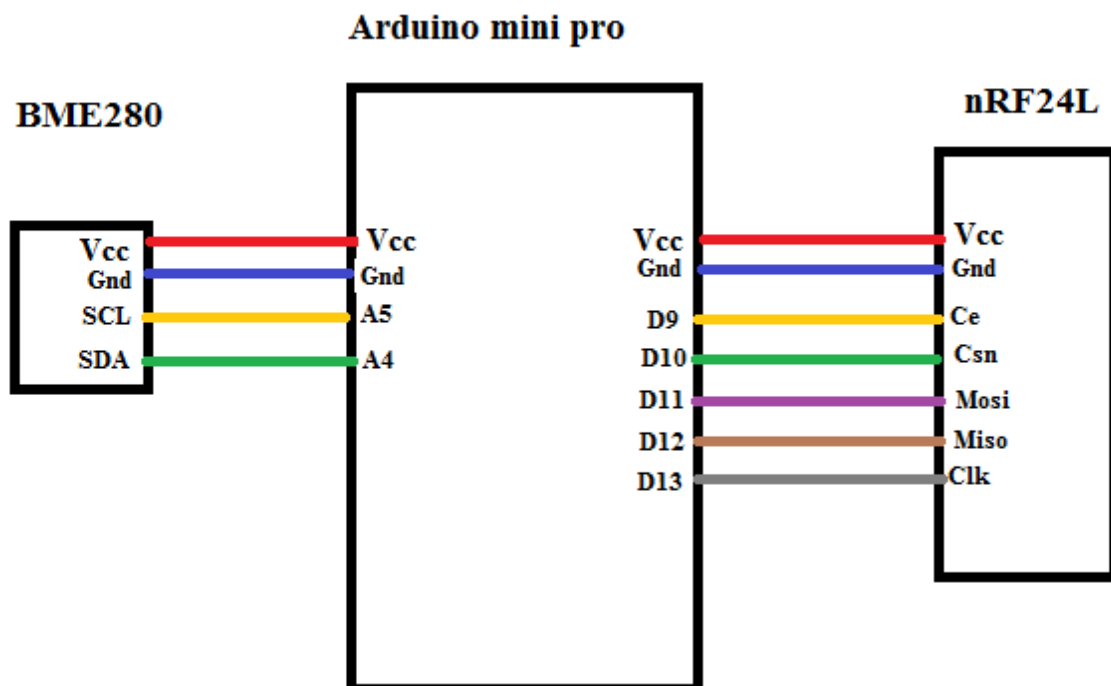 Arduino mini pro
BME280
nRF24L
Vcc Vcc Vcc Vcc
Gnd Gnd Gnd Gnd
SCL A5 D9 Ce
SDA A4 D10 Csn
D11 Mosi
D12 Miso
D13 Clk